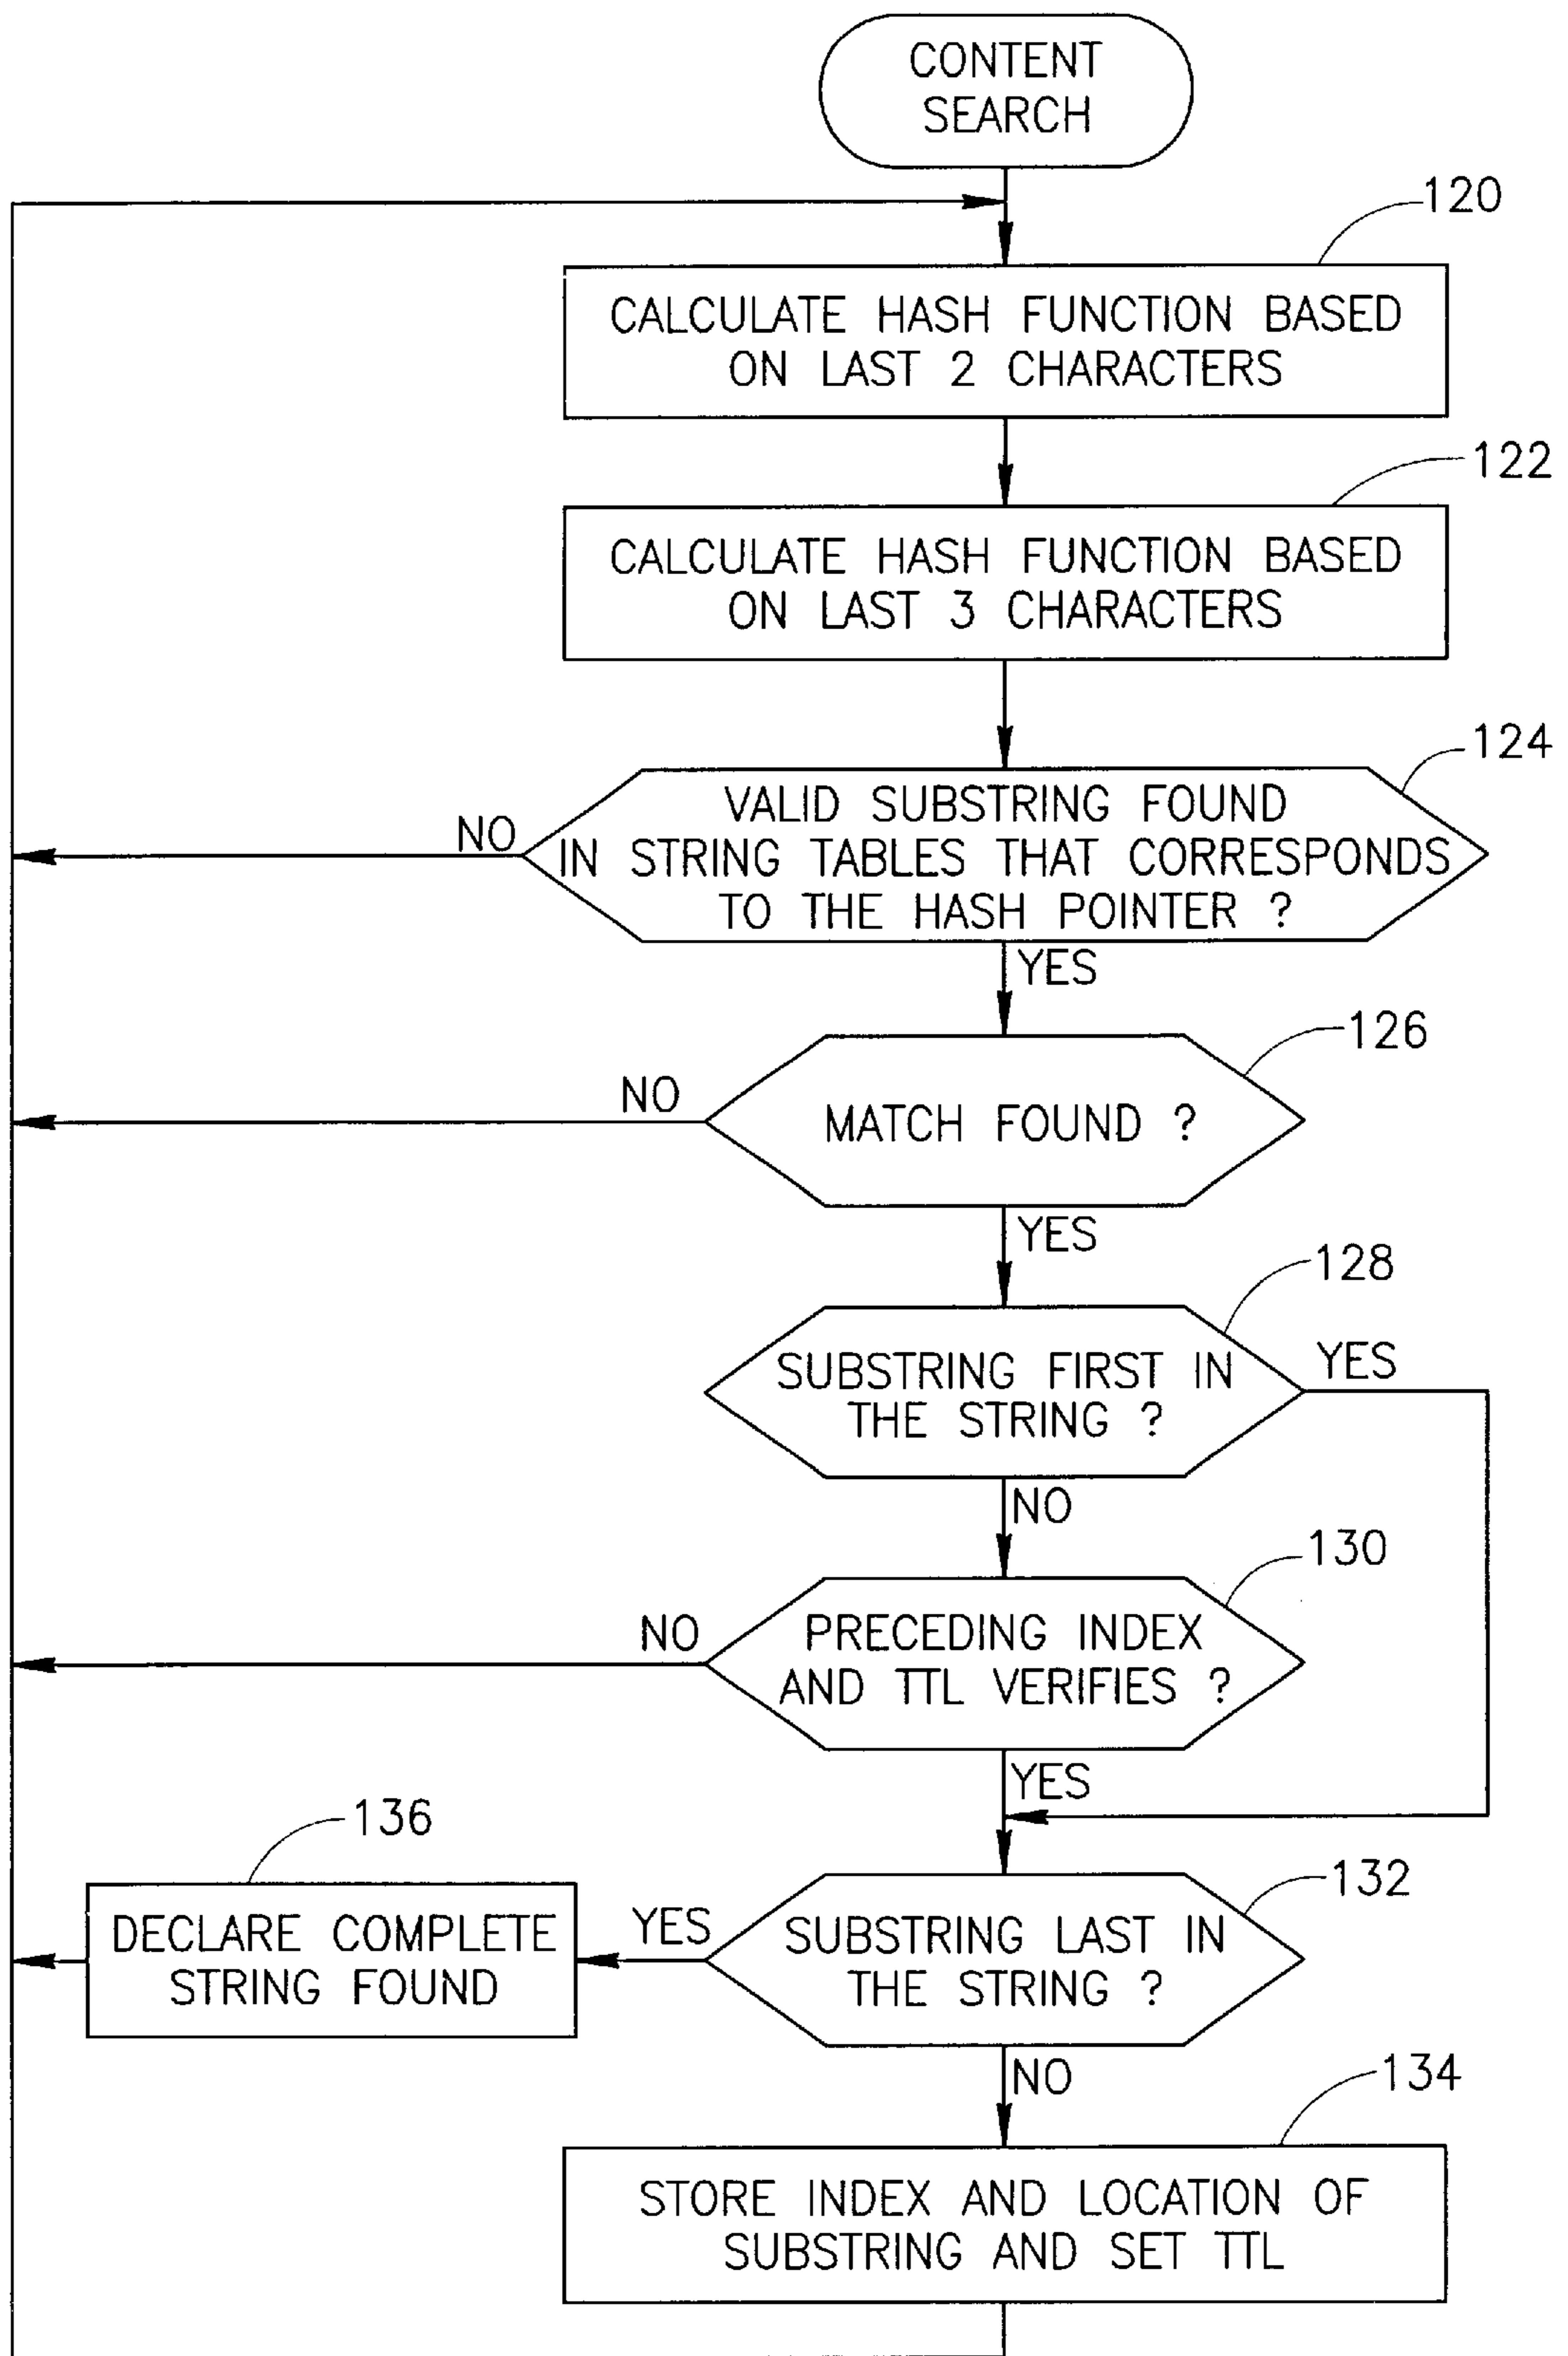 CONTENT
SEARCH
120
CALCULATE HASH FUNCTION BASED
ON LAST 2 CHARACTERS
122
CALCULATE HASH FUNCTION BASED
ON LAST 3 CHARACTERS
124
VALID SUBSTRING FOUND
NO
IN STRING TABLES THAT CORRESPONDS
TO THE HASH POINTER ?
YES
126
NO
MATCH FOUND ?
YES
128
SUBSTRING FIRST IN
THE STRING ?
YES
NO
130
NO
PRECEDING INDEX
AND TTL VERIFIES ?
YES
136
132
DECLARE COMPLETE
STRING FOUND
YES
SUBSTRING LAST IN
THE STRING ?
NO
134
STORE INDEX AND LOCATION OF
SUBSTRING AND SET TTL